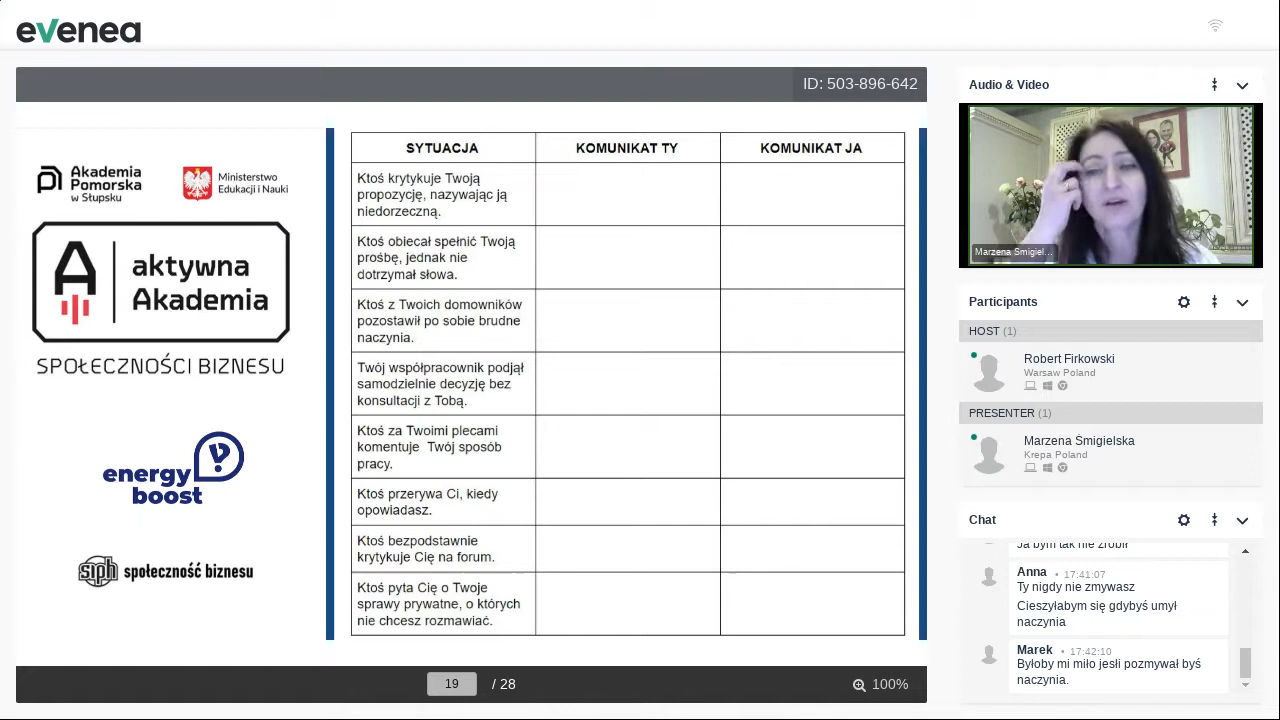 evenea
ID: 503-896-642
Akademia
Pomorska
w Słupsku
Ministerstwo
Edukacji i Nauki
A aktywna
Akademia
SPOŁECZNOŚCI BIZNESU
energy
boost
siph społeczność biznesu
SYTUACJA KOMUNIKAT TY KOMUNIKAT JA
Ktoś krytykuje Twoją
propozycję, nazywając ją
niedorzeczną.
Ktoś obiecał spełnić Twoją
prośbę, jednak nie
dotrzymał słowa.
Ktoś z Twoich domowników
pozostawił po sobie brudne
naczynia.
Twój współpracownik podjął
samodzielnie decyzję bez
konsultacji z Tobą.
Ktoś za Twoimi plecami
komentuje Twój sposób
pracy.
Ktoś przerywa Ci, kiedy
opowiadasz.
Ktoś bezpodstawnie
krytykuje Cię na forum.
Ktoś pyta Cię o Twoje
sprawy prywatne, o których
nie chcesz rozmawiać.
19 / 28
100%
Audio & Video
Marzena Śmigiel...
Participants
HOST (1)
Robert Firkowski
Warsaw Poland
PRESENTER (1)
Marzena Śmigielska
Krepa Poland
Chat
Ja bym tak nie zrobił
Anna • 17:41:07
Ty nigdy nie zmywasz
Cieszyłabym się gdybyś umył
naczynia
Marek • 17:42:10
Byłoby mi miło jesłi pozmywał byś
naczynia.